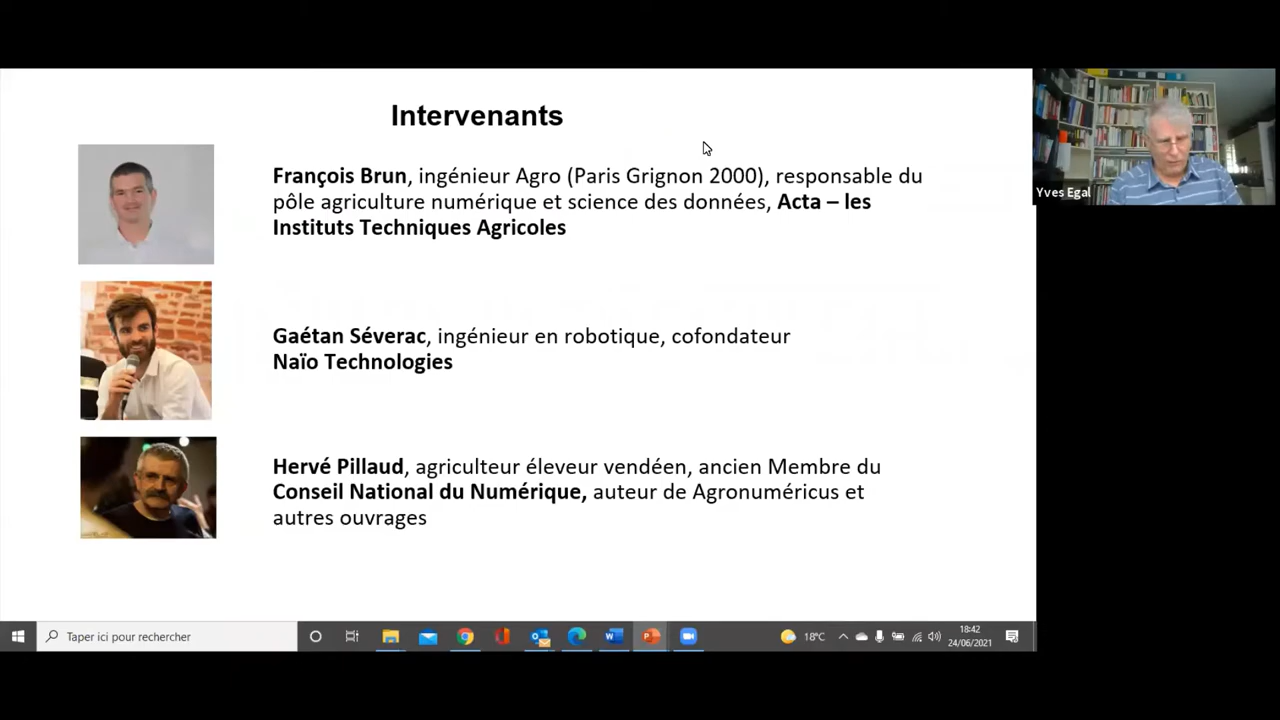 Intervenants
François Brun, ingénieur Agro (Paris Grignon 2000), responsable du
pôle agriculture numérique et science des données, Acta – les
Instituts Techniques Agricoles
Gaétan Séverac, ingénieur en robotique, cofondateur
Naïo Technologies
Hervé Pillaud, agriculteur éleveur vendéen, ancien Membre du
Conseil National du Numérique, auteur de Agronuméricus et
autres ouvrages
Yves Egal
Taper ici pour rechercher
18°C
18:42
24/06/2021